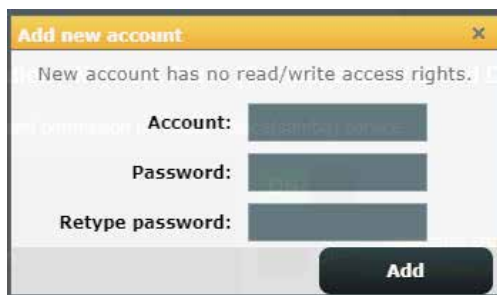 Add new account ×
New account has no read/write access rights.
Account:
Password:
Retype password:
Add